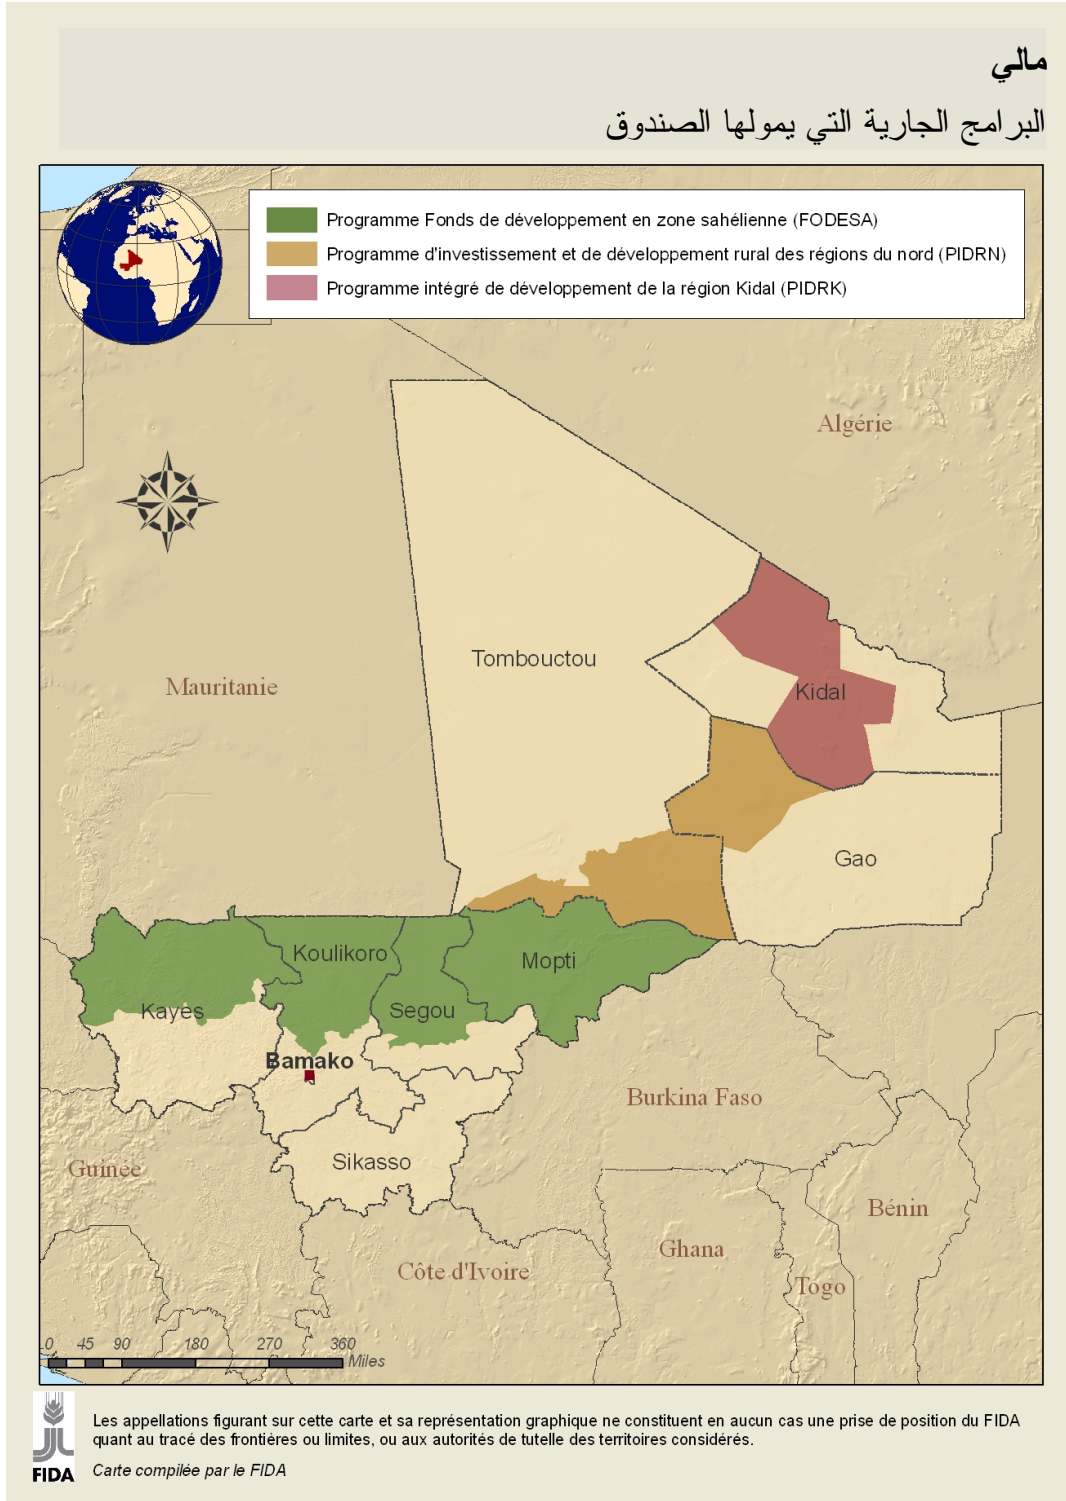 مالي
البرامج الجارية التي يمولها الصندوق
Programme Fonds de développement en zone sahélienne (FODESA)
Programme d'investissement et de développement rural des régions du nord (PIDRN)
Programme intégré de développement de la région Kidal (PIDRK)
Algérie
Tombouctou
Mauritanie
Kidal
Gao
Koulikoro
Mopti
Kayes
Segou
Bamako
Burkina Faso
Sikasso
Guinée
Bénin
Ghana
Côte d'Ivoire
Togo
0 45 90 180 270 360
Miles
Les appellations figurant sur cette carte et sa représentation graphique ne constituent en aucun cas une prise de position du FIDA
quant au tracé des frontières ou limites, ou aux autorités de tutelle des territoires considérés.
FIDA
Carte compilée par le FIDA